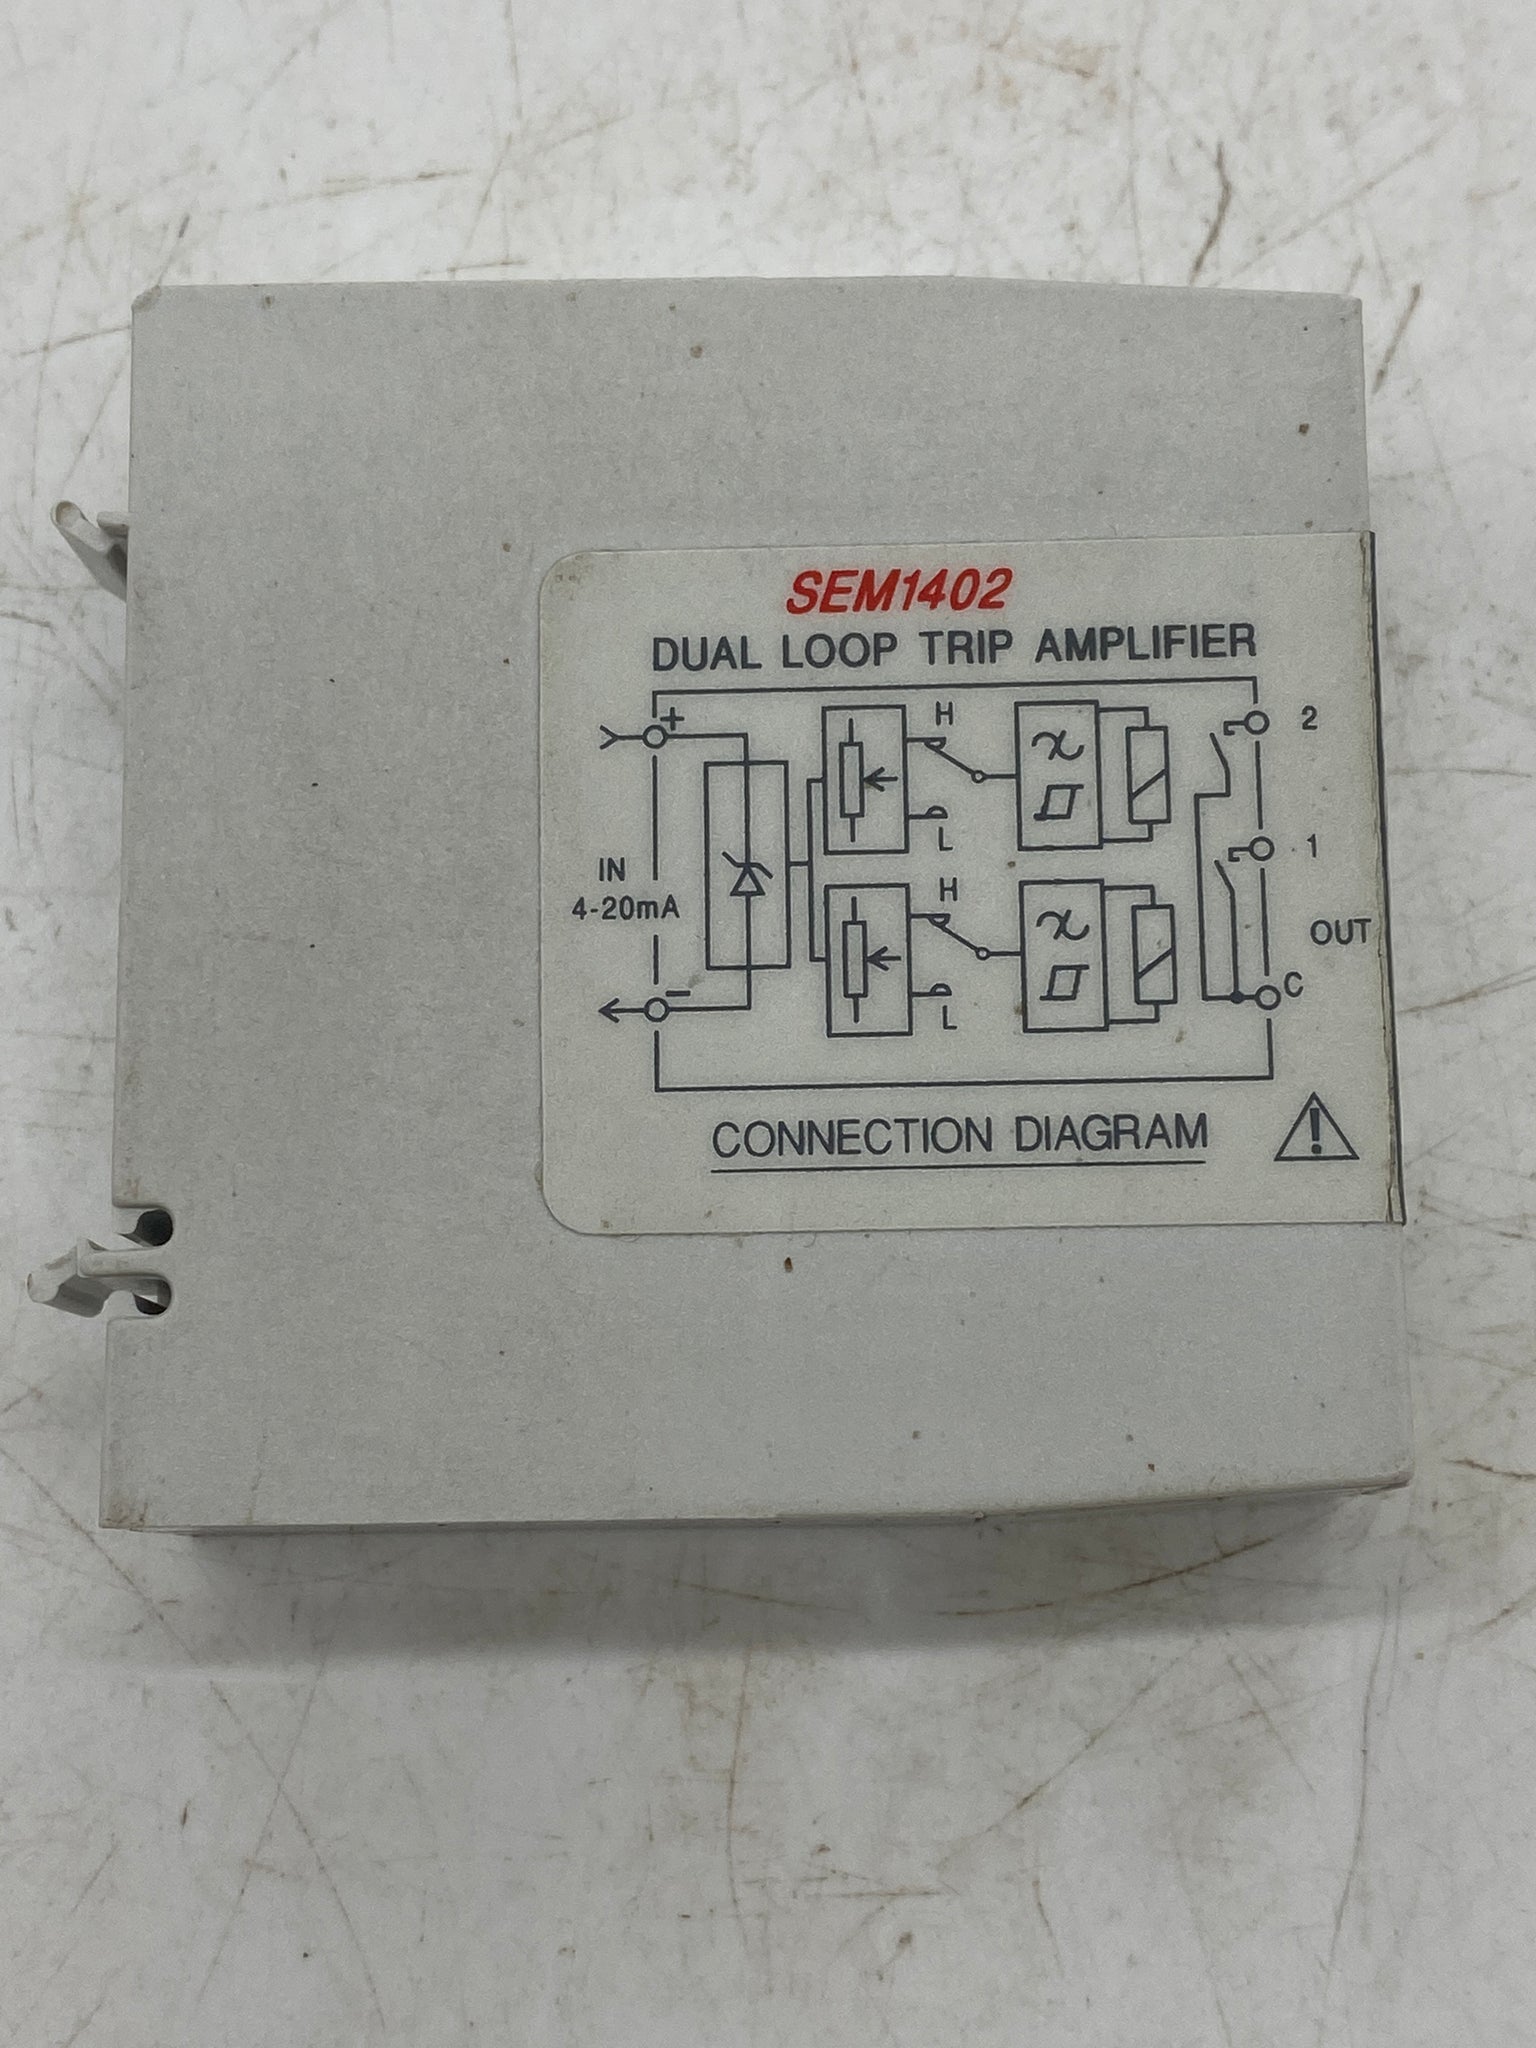 SEM1402
DUAL LOOP TRIP AMPLIFIER
+
H
2
L
1
IN
4-20mA
H
OUT
-
L
C
CONNECTION DIAGRAM
!